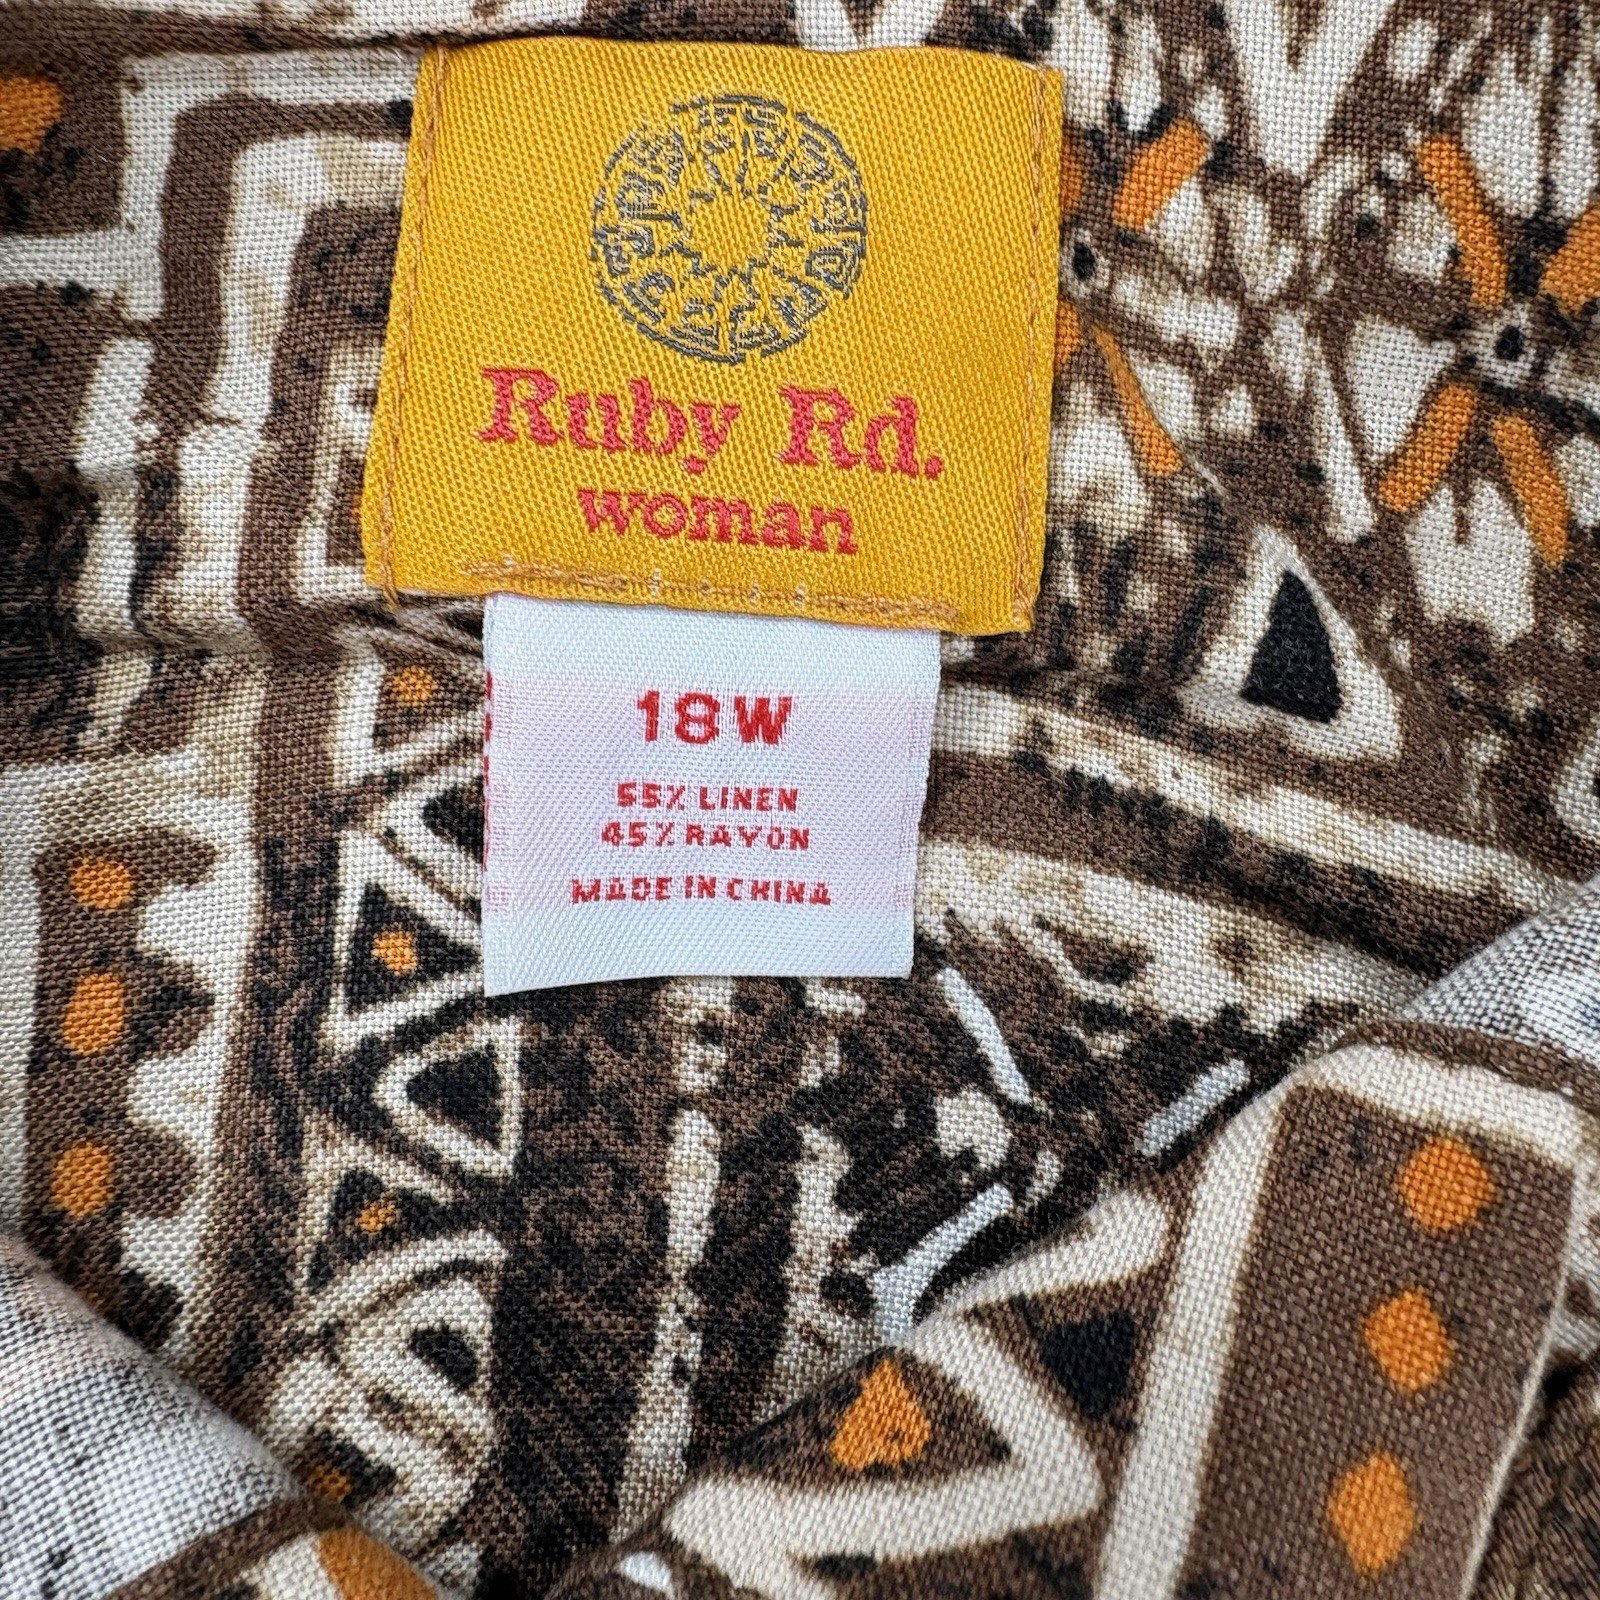 Ruby Rd.
woman
18W
55% LINEN
45% RAYON
MADE IN CHINA